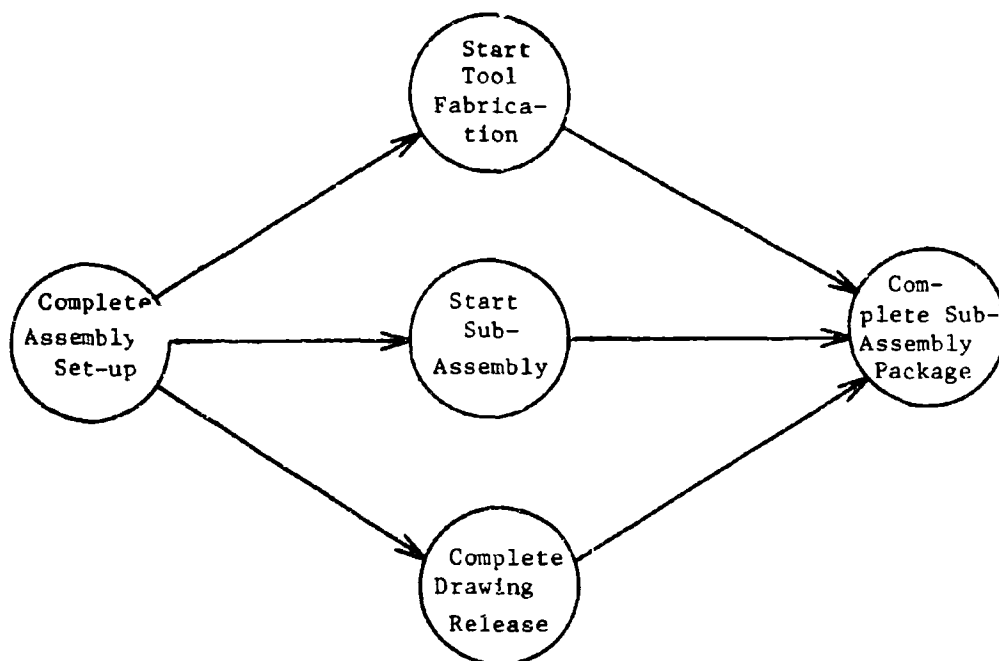 Start
Tool
Fabrica-
tion
Complete
Assembly
Set-up
Start
Sub-
Assembly
Com-
plete Sub-
Assembly
Package
Complete
Drawing
Release